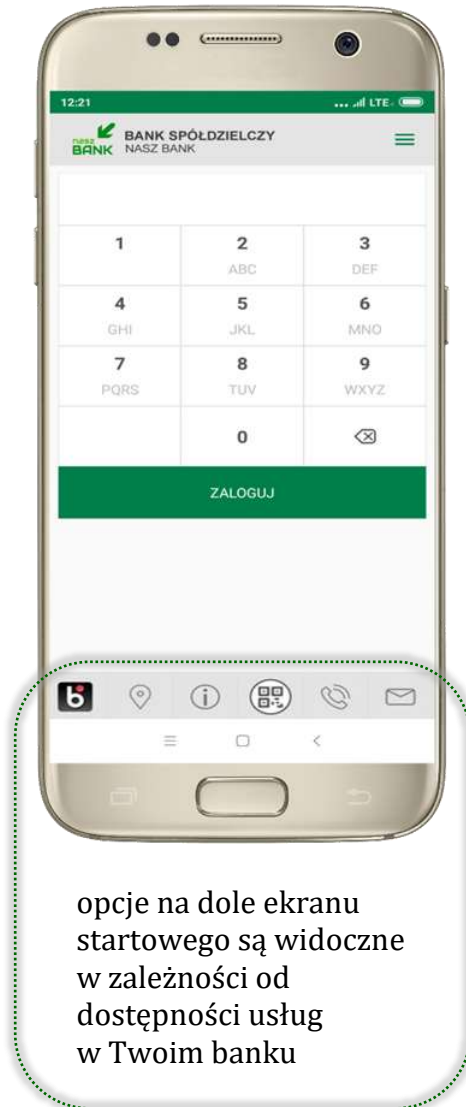 12:21
... LTE
nasz BANK
BANK SPÓŁDZIELCZY
NASZ BANK
1 2 3
ABC DEF
4 5 6
GHI JKL MNO
7 8 9
PQRS TUV WXYZ
0
ZALOGUJ
b
opcje na dole ekranu
startowego są widoczne
w zależności od
dostępności usług
w Twoim banku